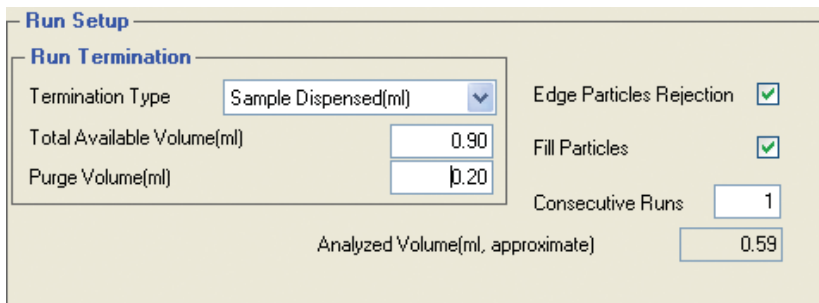 Run Setup
Run Termination
Termination Type Sample Dispensed(ml)
Total Available Volume(ml) 0.90
Purge Volume(ml) 0.20
Edge Particles Rejection
Fill Particles
Consecutive Runs 1
Analyzed Volume(ml, approximate) 0.59